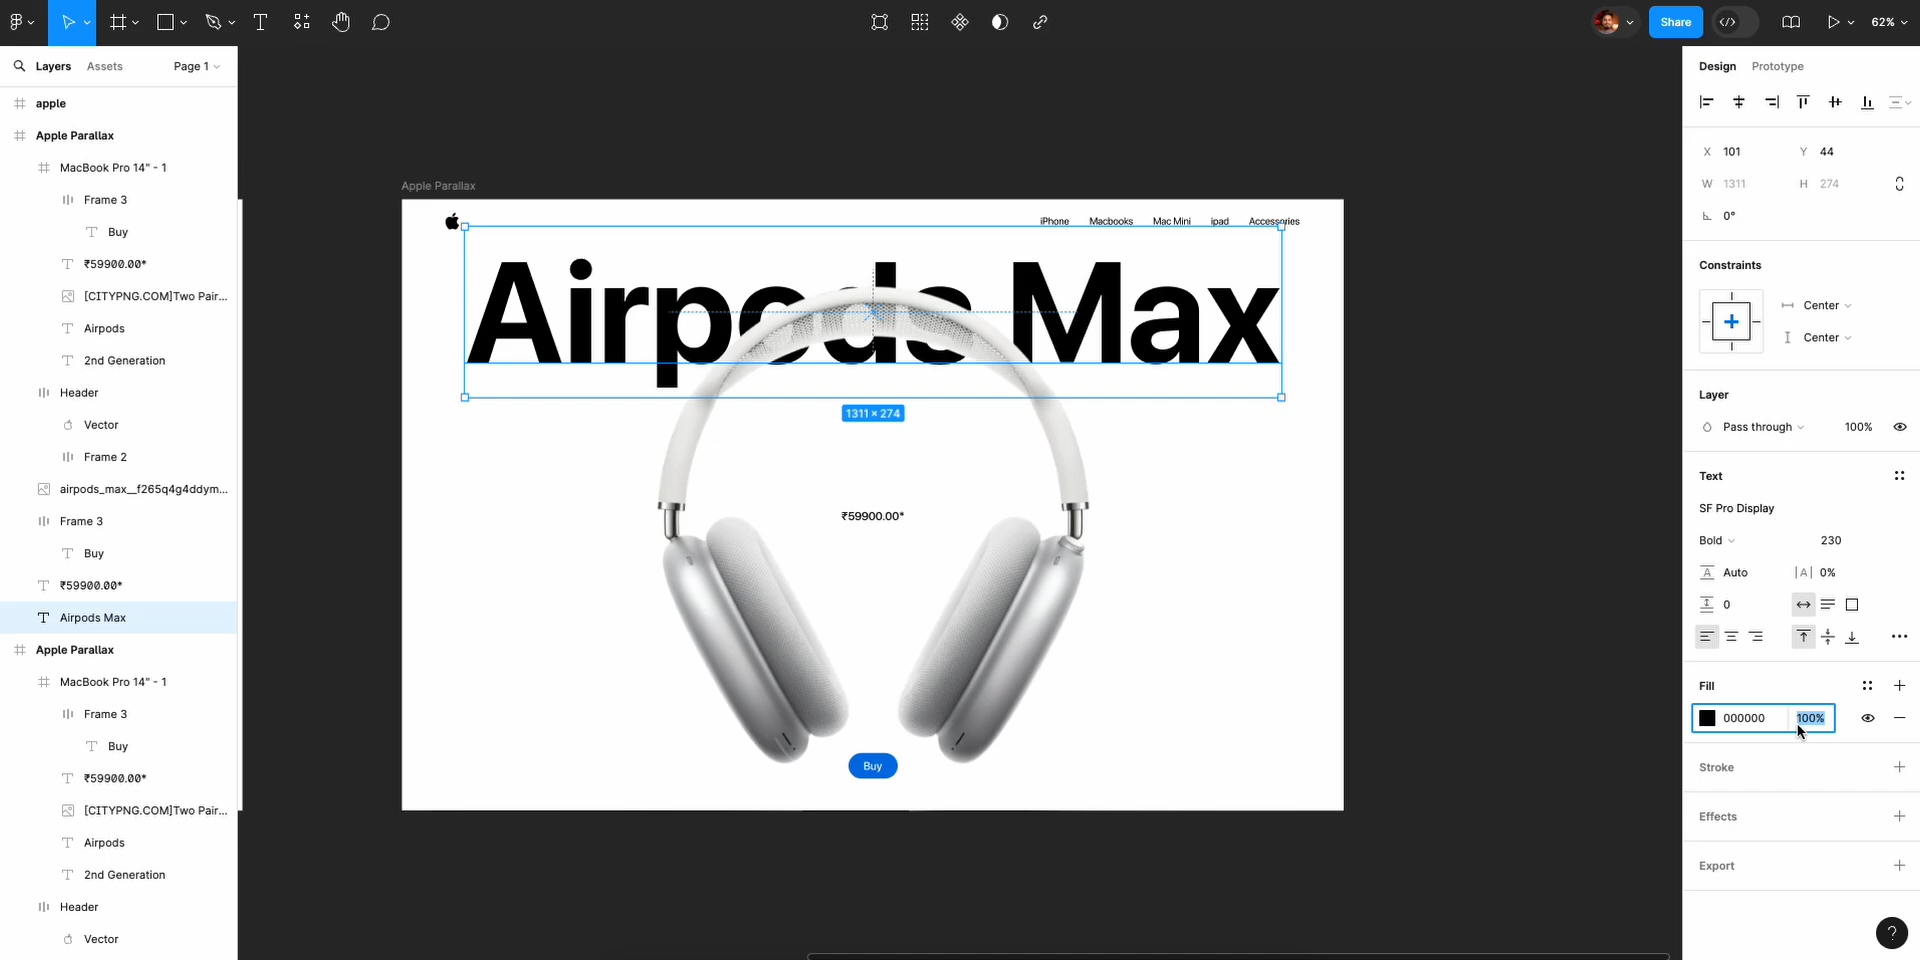 Share
62%
Layers
Assets
Page 1
apple
Apple Parallax
MacBook Pro 14" - 1
Frame 3
Buy
₹59900.00*
[CITYPNG.COM]Two Pair...
Airpods
2nd Generation
Header
Vector
Frame 2
airpods_max__f265q4g4ddym...
Frame 3
Buy
₹59900.00*
Airpods Max
Apple Parallax
MacBook Pro 14" - 1
Frame 3
Buy
₹59900.00*
[CITYPNG.COM]Two Pair...
Airpods
2nd Generation
Header
Vector
Apple Parallax
iPhone Macbooks Mac Mini ipad Accessories
Airpods Max
1311 × 274
₹59900.00*
Buy
Design Prototype
X 101 Y 44
W 1311 H 274
0°
Constraints
Center
Center
Layer
Pass through 100%
Text
SF Pro Display
Bold 230
A Auto |A| 0%
0
Fill
000000 100%
Stroke
Effects
Export
?